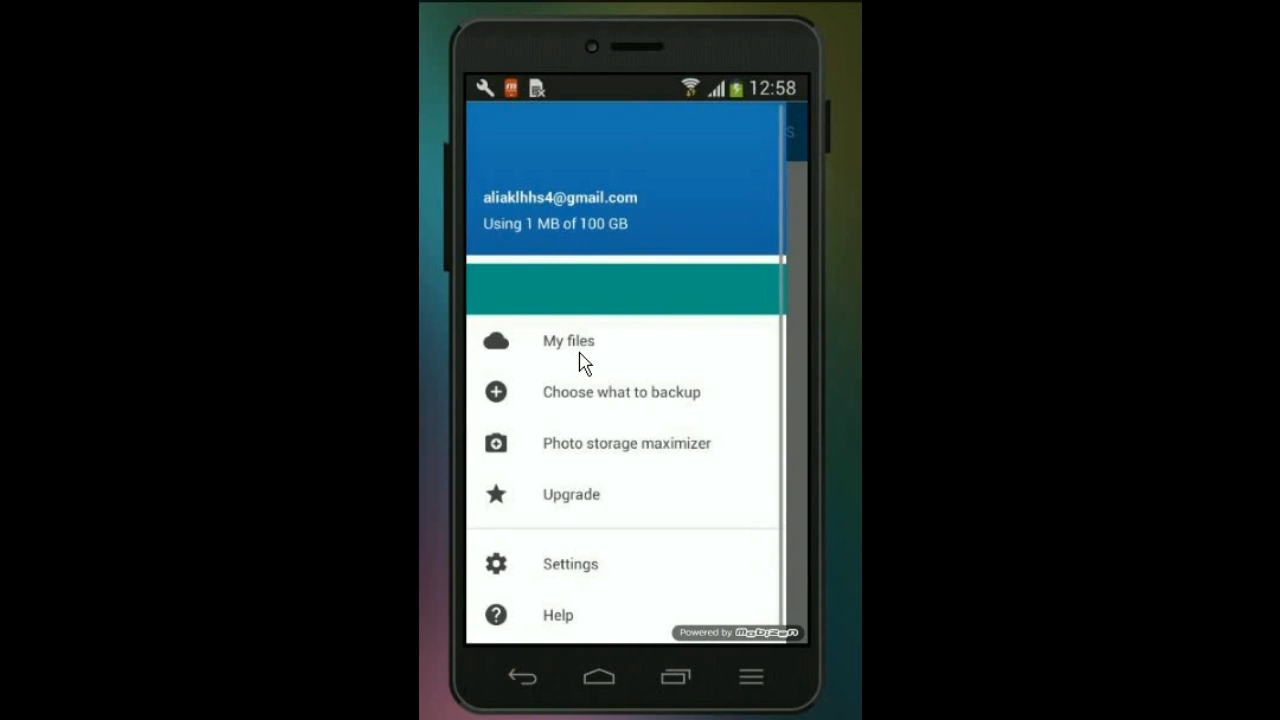 12:58
S
aliaklhhs4@gmail.com
Using 1 MB of 100 GB
My files
Choose what to backup
Photo storage maximizer
Upgrade
Settings
Help
Powered by mobizen